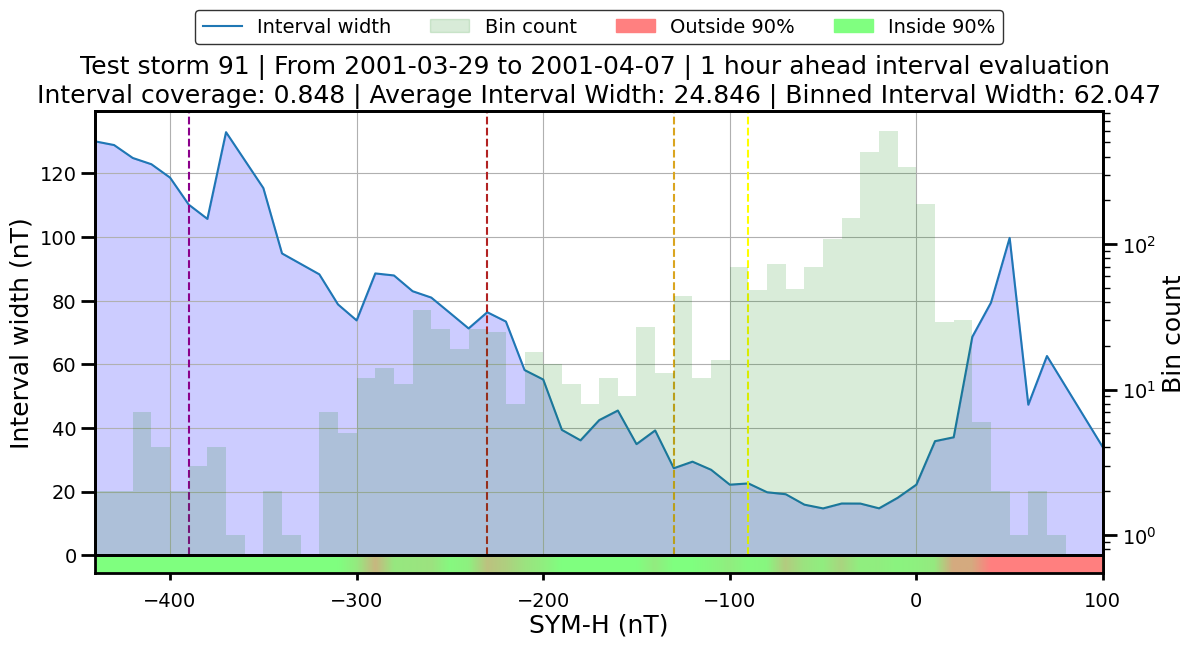 Interval width Bin count Outside 90% Inside 90%
Test storm 91 | From 2001-03-29 to 2001-04-07 | 1 hour ahead interval evaluation
Interval coverage: 0.848 | Average Interval Width: 24.846 | Binned Interval Width: 62.047
Interval width (nT)
120
100
80
60
40
20
0
10²
10¹
10⁰
Bin count
−400 −300 −200 −100 0 100
SYM-H (nT)